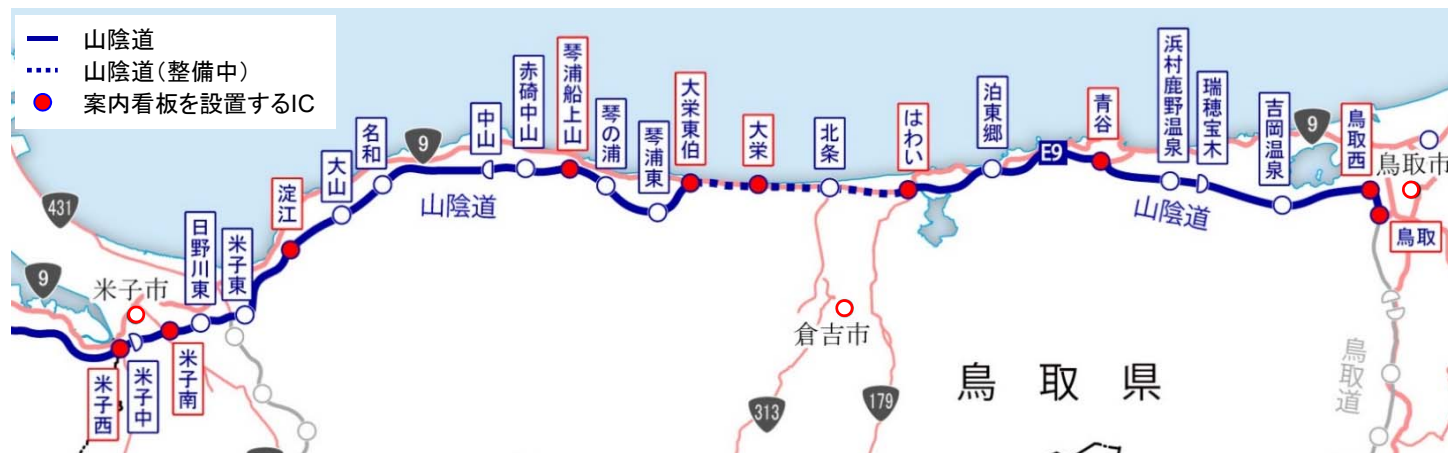 山陰道
山陰道（整備中）
案内看板を設置するIC
431
9
米子市
米子西
米子中
米子南
日野川東
米子東
淀江
大山
名和
9
山陰道
中山
赤碕中山
琴浦船上山
琴の浦
琴浦東
大栄東伯
大栄
北条
はわい
倉吉市
313
179
泊東郷
E9
青谷
浜村鹿野温泉
瑞穂宝木
山陰道
吉岡温泉
9
鳥取西
鳥取市
鳥取
鳥取道
鳥取県